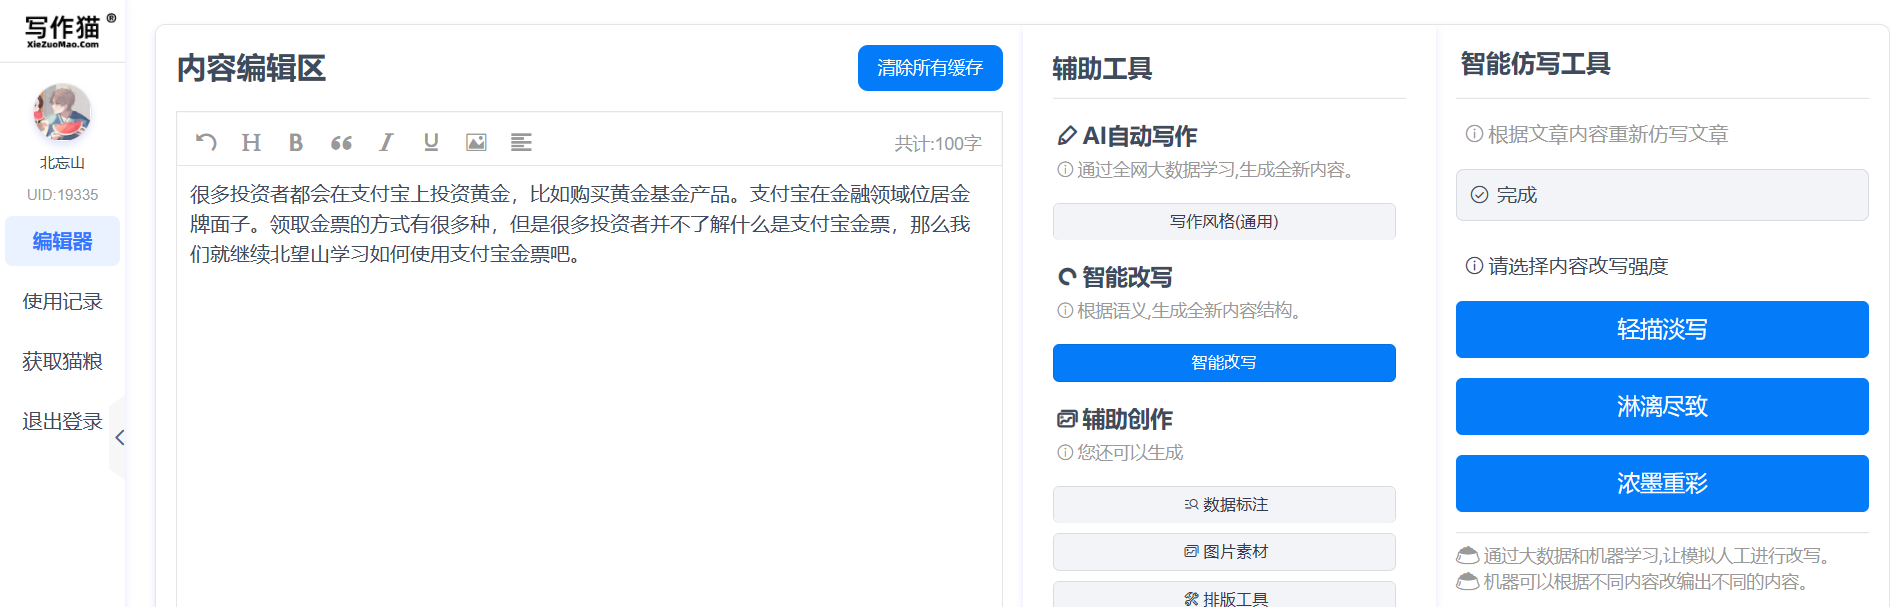 写作猫®
XieZuoMao.Com
北忘山
UID:19335
编辑器
使用记录
获取猫粮
退出登录
内容编辑区
清除所有缓存
H B I U
共计:100字
很多投资者都会在支付宝上投资黄金，比如购买黄金基金产品。支付宝在金融领域位居金
牌面子。领取金票的方式有很多种，但是很多投资者并不了解什么是支付宝金票，那么我
们就继续北望山学习如何使用支付宝金票吧。
辅助工具
AI自动写作
通过全网大数据学习,生成全新内容。
写作风格(通用)
智能改写
根据语义,生成全新内容结构。
智能改写
辅助创作
您还可以生成
数据标注
图片素材
排版工具
智能仿写工具
根据文章内容重新仿写文章
完成
请选择内容改写强度
轻描淡写
淋漓尽致
浓墨重彩
通过大数据和机器学习,让模拟人工进行改写。
机器可以根据不同内容改编出不同的内容。